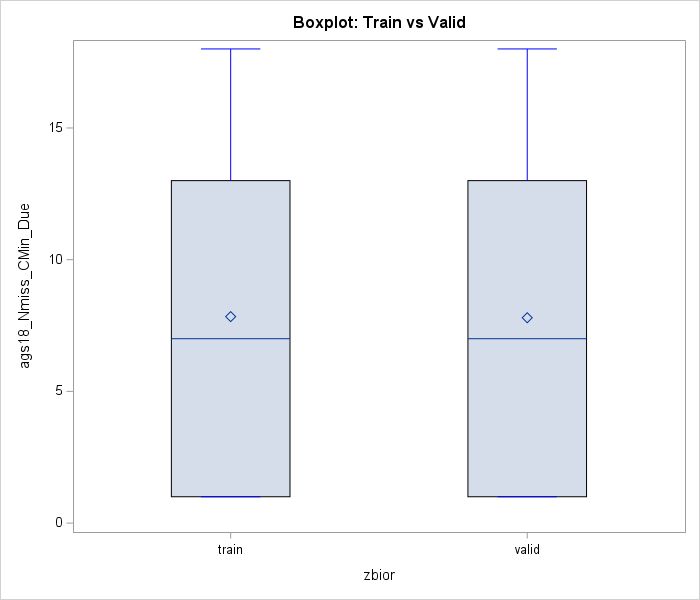 Boxplot: Train vs Valid
ags18_Nmiss_CMin_Due
15
10
5
0
train
valid
zbior